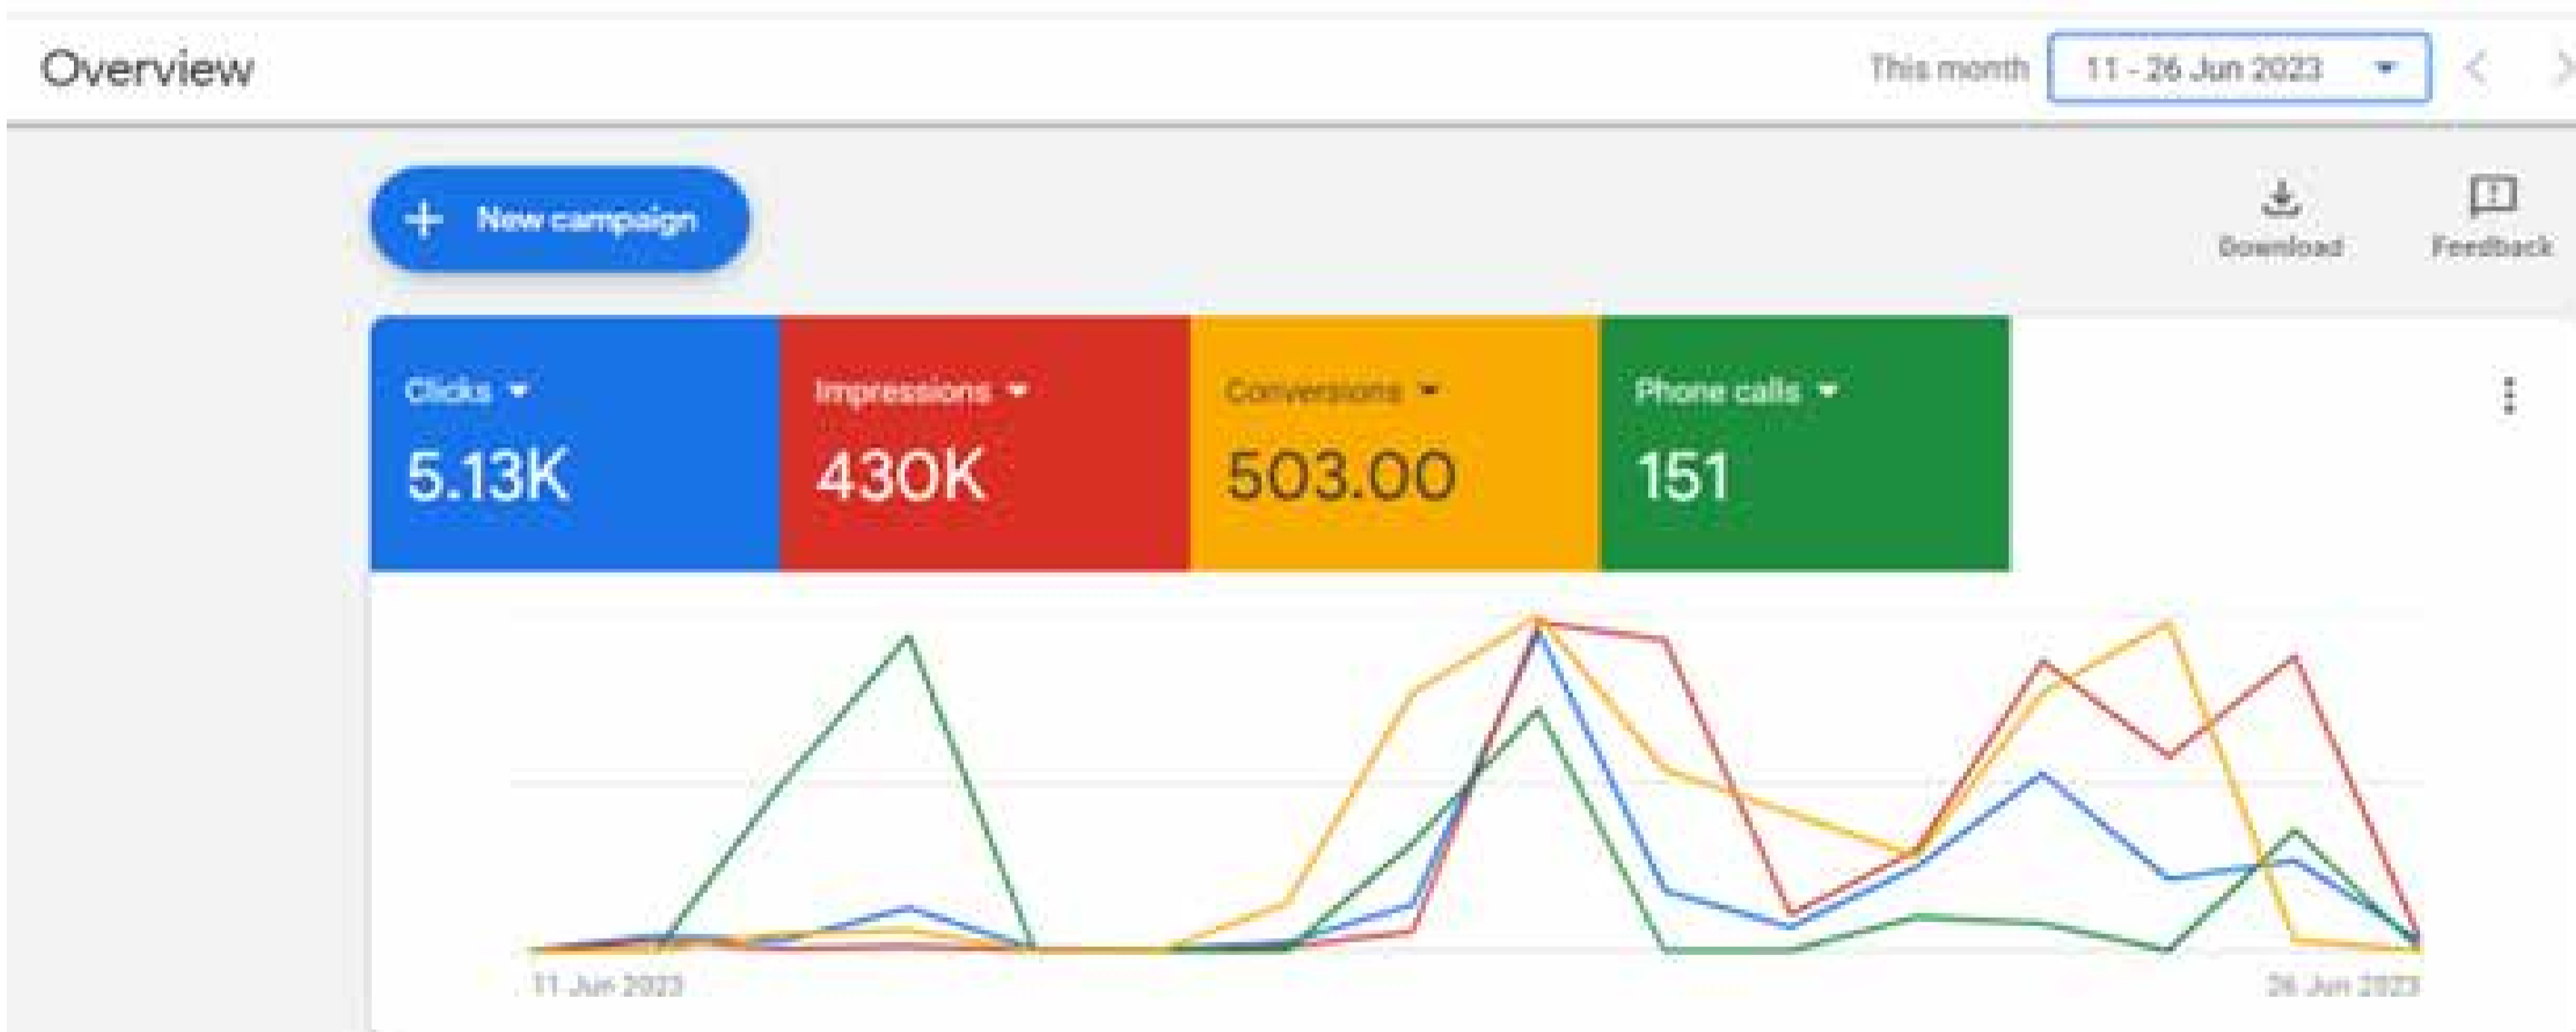 Overview
This month 11 - 26 Jun 2023
New campaign
Download Feedback
Clicks Impressions Conversions Phone calls
5.13K 430K 503.00 151
11 Jun 2023 26 Jun 2023